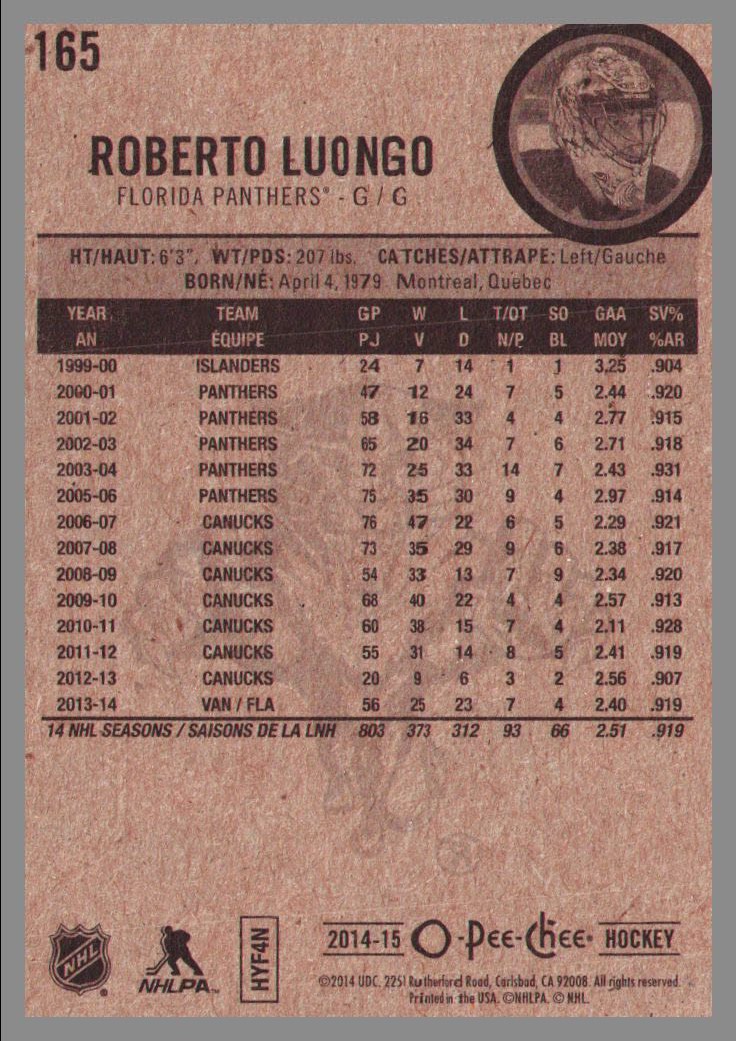 165
ROBERTO LUONGO
FLORIDA PANTHERS® - G / G
HT/HAUT: 6'3", WT/PDS: 207 lbs. CATCHES/ATTRAPE: Left/Gauche
BORN/NÉ: April 4, 1979 Montreal, Quebec
YEAR TEAM GP W L T/OT SO GAA SV%
AN ÉQUIPE PJ V D N/P BL MOY %AR
1999-00 ISLANDERS 24 7 14 1 1 3.25 .904
2000-01 PANTHERS 47 12 24 7 5 2.44 .920
2001-02 PANTHERS 58 16 33 4 4 2.77 .915
2002-03 PANTHERS 65 20 34 7 6 2.71 .918
2003-04 PANTHERS 72 25 33 14 7 2.43 .931
2005-06 PANTHERS 75 35 30 9 4 2.97 .914
2006-07 CANUCKS 76 47 22 6 5 2.29 .921
2007-08 CANUCKS 73 35 29 9 6 2.38 .917
2008-09 CANUCKS 54 33 13 7 9 2.34 .920
2009-10 CANUCKS 68 40 22 4 4 2.57 .913
2010-11 CANUCKS 60 38 15 7 4 2.11 .928
2011-12 CANUCKS 55 31 14 8 5 2.41 .919
2012-13 CANUCKS 20 9 6 3 2 2.56 .907
2013-14 VAN / FLA 56 25 23 7 4 2.40 .919
14 NHL SEASONS / SAISONS DE LA LNH 803 373 312 93 66 2.51 .919
NHL
NHLPA™
HYF4N
2014-15 O-Pee-Chee® HOCKEY
©2014 UDC. 2251 Rutherford Road, Carlsbad, CA 92008. All rights reserved.
Printed in the USA. ©NHLPA. © NHL.